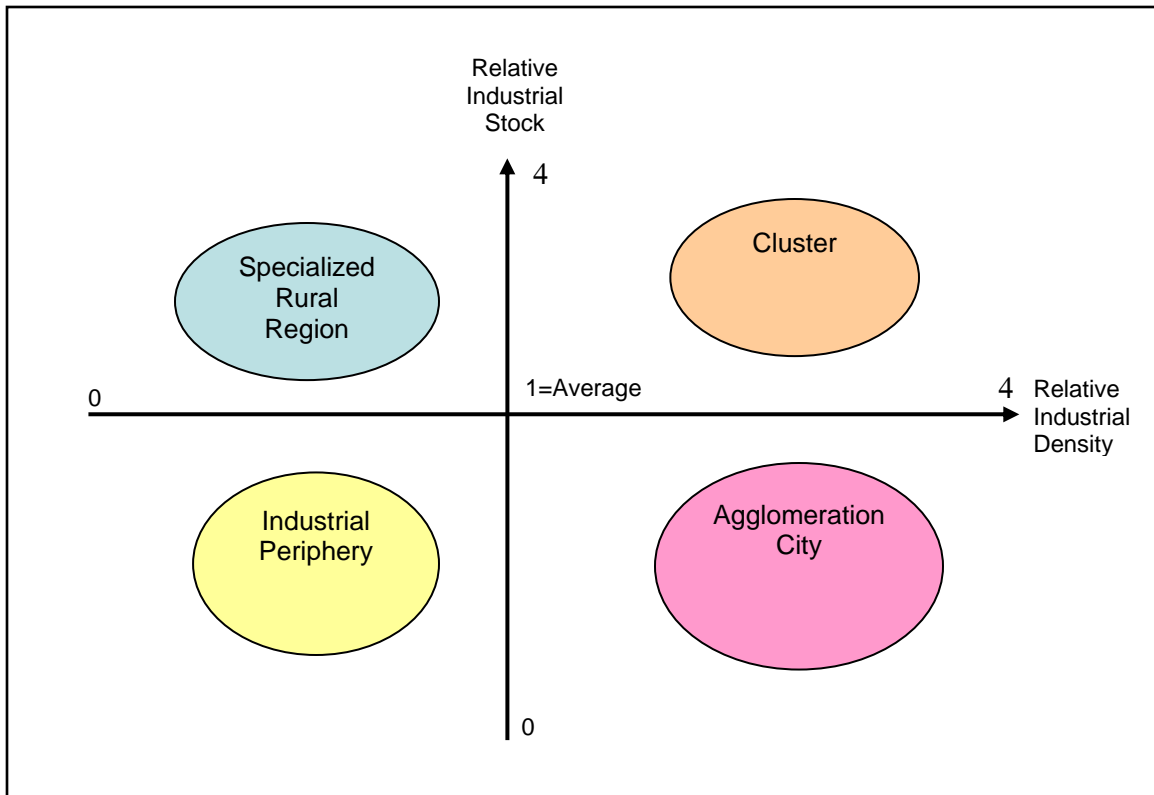 Relative
Industrial
Stock
4
Cluster
Specialized
Rural
Region
1=Average
0
4
Relative
Industrial
Density
Industrial
Periphery
Agglomeration
City
0